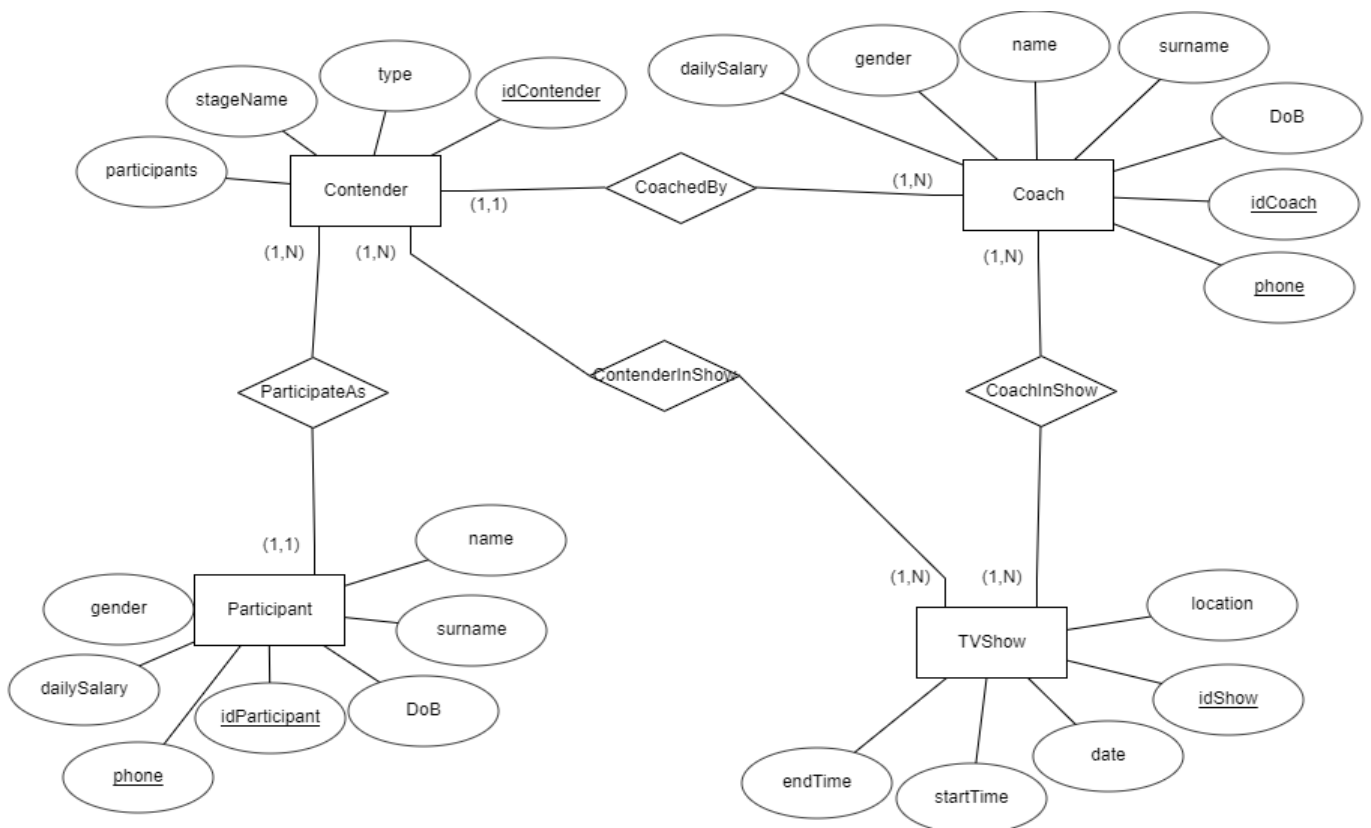 name
surname
gender
dailySalary
type
idContender
stageName
DoB
participants
Contender
CoachedBy
(1,N)
Coach
idCoach
(1,1)
(1,N)
(1,N)
(1,N)
phone
ContenderInShow
ParticipateAs
CoachInShow
name
(1,1)
(1,N)
(1,N)
gender
Participant
surname
location
TVShow
dailySalary
idParticipant
DoB
idShow
phone
endTime
startTime
date